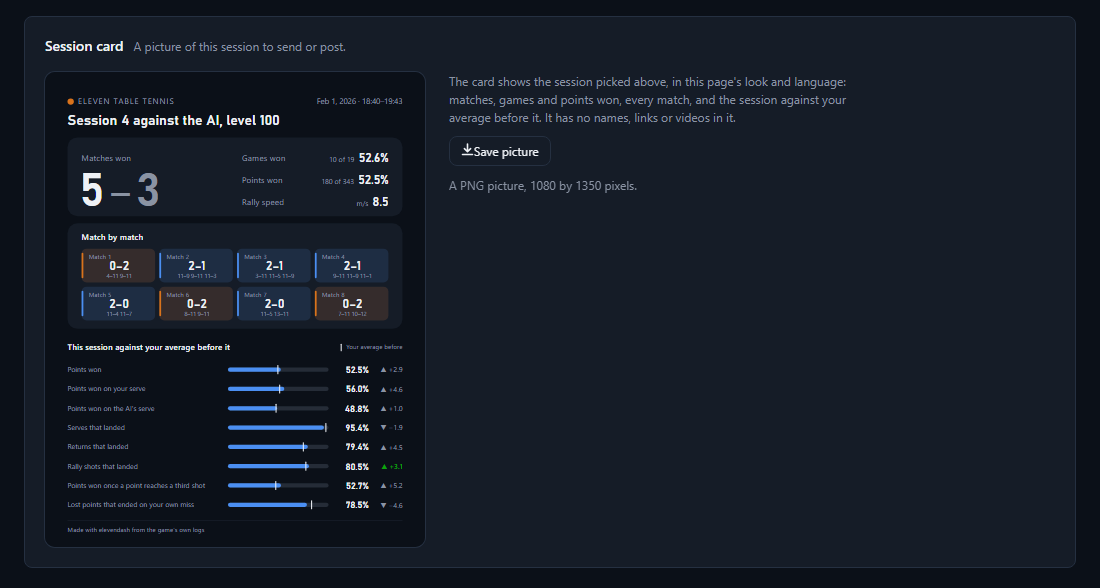 Session card A picture of this session to send or post.
ELEVEN TABLE TENNIS Feb 1, 2026 · 18:40–19:43
Session 4 against the AI, level 100
Matches won
5 – 3
Games won 10 of 19 52.6%
Points won 180 of 343 52.5%
Rally speed m/s 8.5
Match by match
Match 1 Match 2 Match 3 Match 4
0–2 2–1 2–1 2–1
4–11 9–11 11–9 9–11 11–3 3–11 11–5 11–9 9–11 11–9 11–1
Match 5 Match 6 Match 7 Match 8
2–0 0–2 2–0 0–2
11–4 11–7 8–11 9–11 11–5 13–11 7–11 10–12
This session against your average before it Your average before
Points won 52.5% ▲ +2.9
Points won on your serve 56.0% ▲ +4.6
Points won on the AI's serve 48.8% ▲ +1.0
Serves that landed 95.4% ▼ −1.9
Returns that landed 79.4% ▲ +4.5
Rally shots that landed 80.5% ▲ +3.1
Points won once a point reaches a third shot 52.7% ▲ +5.2
Lost points that ended on your own miss 78.5% ▼ −4.6
Made with elevendash from the game's own logs
The card shows the session picked above, in this page's look and language:
matches, games and points won, every match, and the session against your
average before it. It has no names, links or videos in it.
Save picture
A PNG picture, 1080 by 1350 pixels.